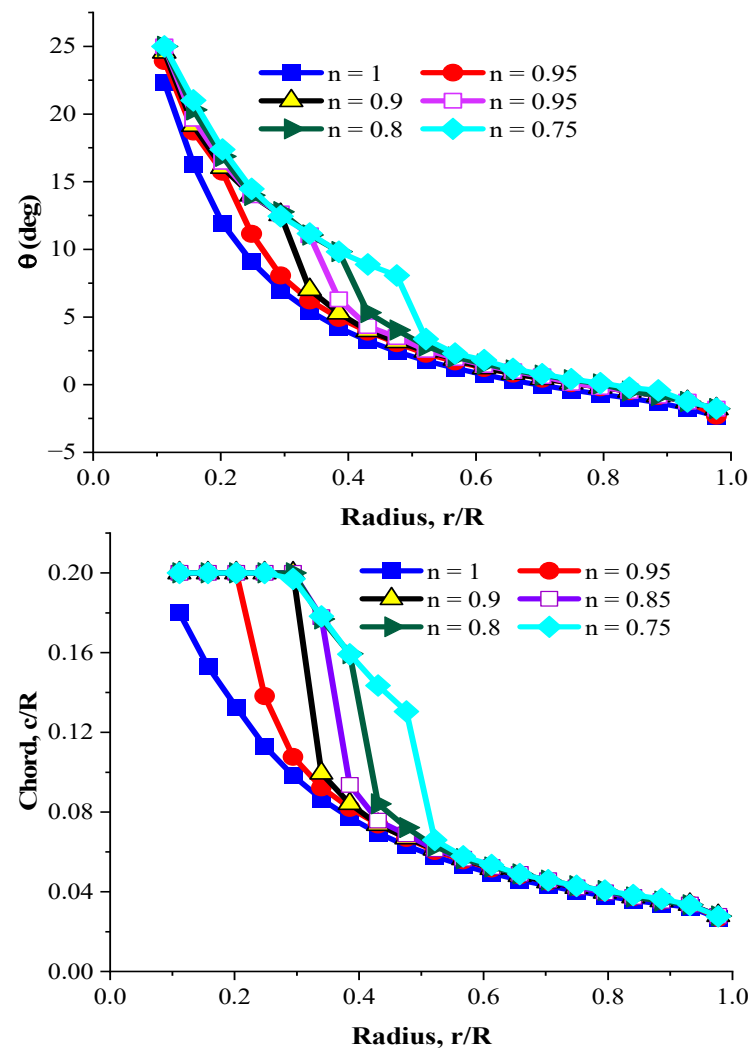 25
n = 1 n = 0.95
n = 0.9 n = 0.95
20
n = 0.8 n = 0.75
15
θ (deg)
10
5
0
−5
0.0 0.2 0.4 0.6 0.8 1.0
Radius, r/R
0.20
n = 1 n = 0.95
n = 0.9 n = 0.85
n = 0.8 n = 0.75
0.16
0.12
Chord, c/R
0.08
0.04
0.00
0.0 0.2 0.4 0.6 0.8 1.0
Radius, r/R